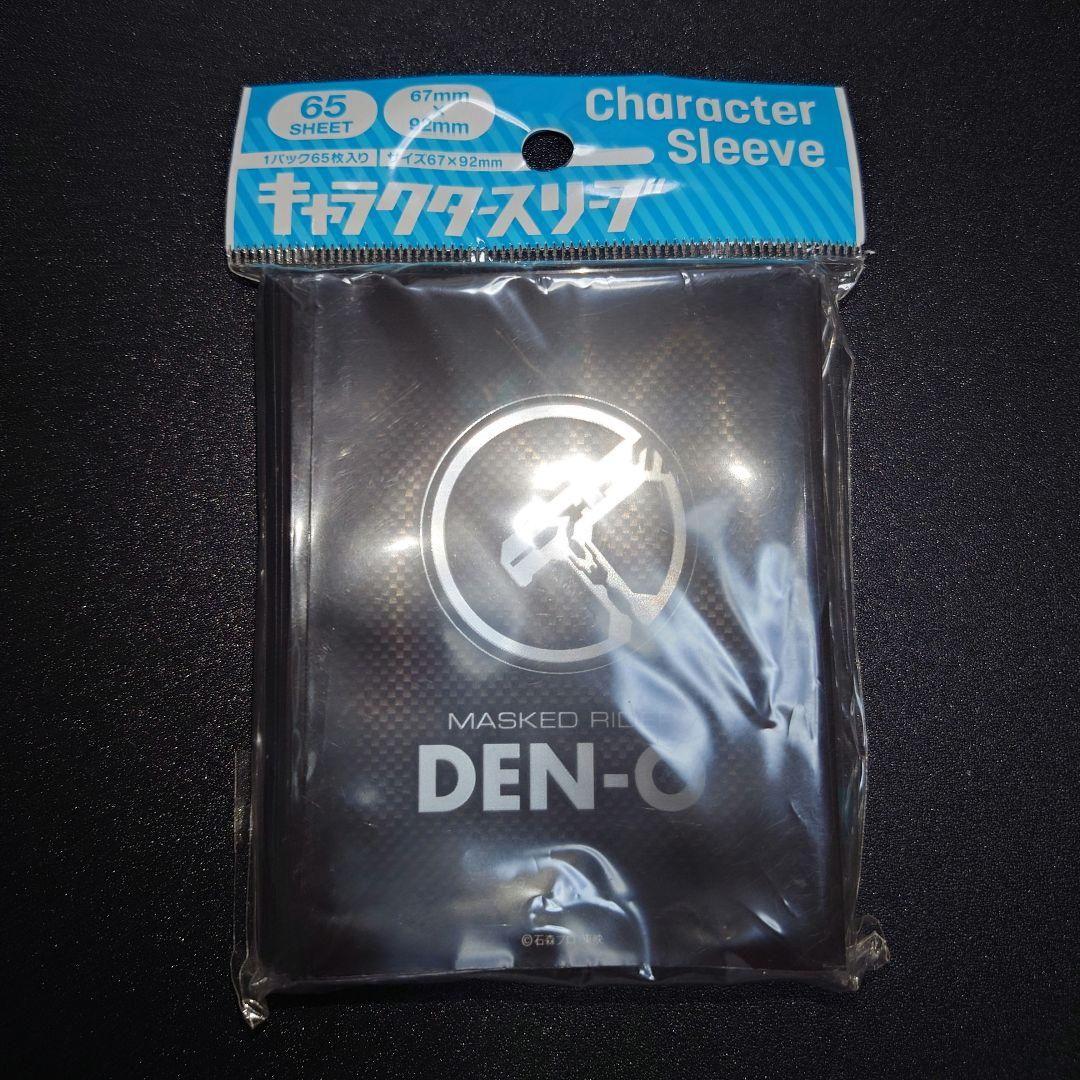 65
SHEET
67mm
×
92mm
Character
Sleeve
1パック65枚入り
サイズ67×92mm
キャラクタースリーブ
MASKED RIDER
DEN-O
©石森プロ・東映